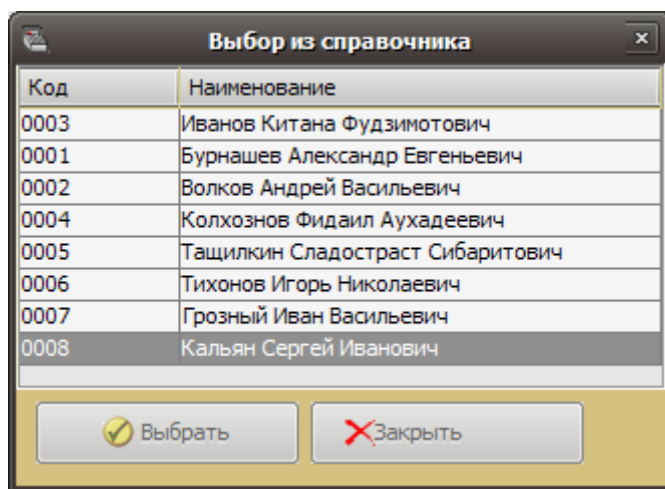 Выбор из справочника
Код Наименование
0003 Иванов Китана Фудзимотович
0001 Бурнашев Александр Евгеньевич
0002 Волков Андрей Васильевич
0004 Колхознов Фидаил Аухадеевич
0005 Тащилкин Сладостраст Сибаритович
0006 Тихонов Игорь Николаевич
0007 Грозный Иван Васильевич
0008 Кальян Сергей Иванович
Выбрать Закрыть